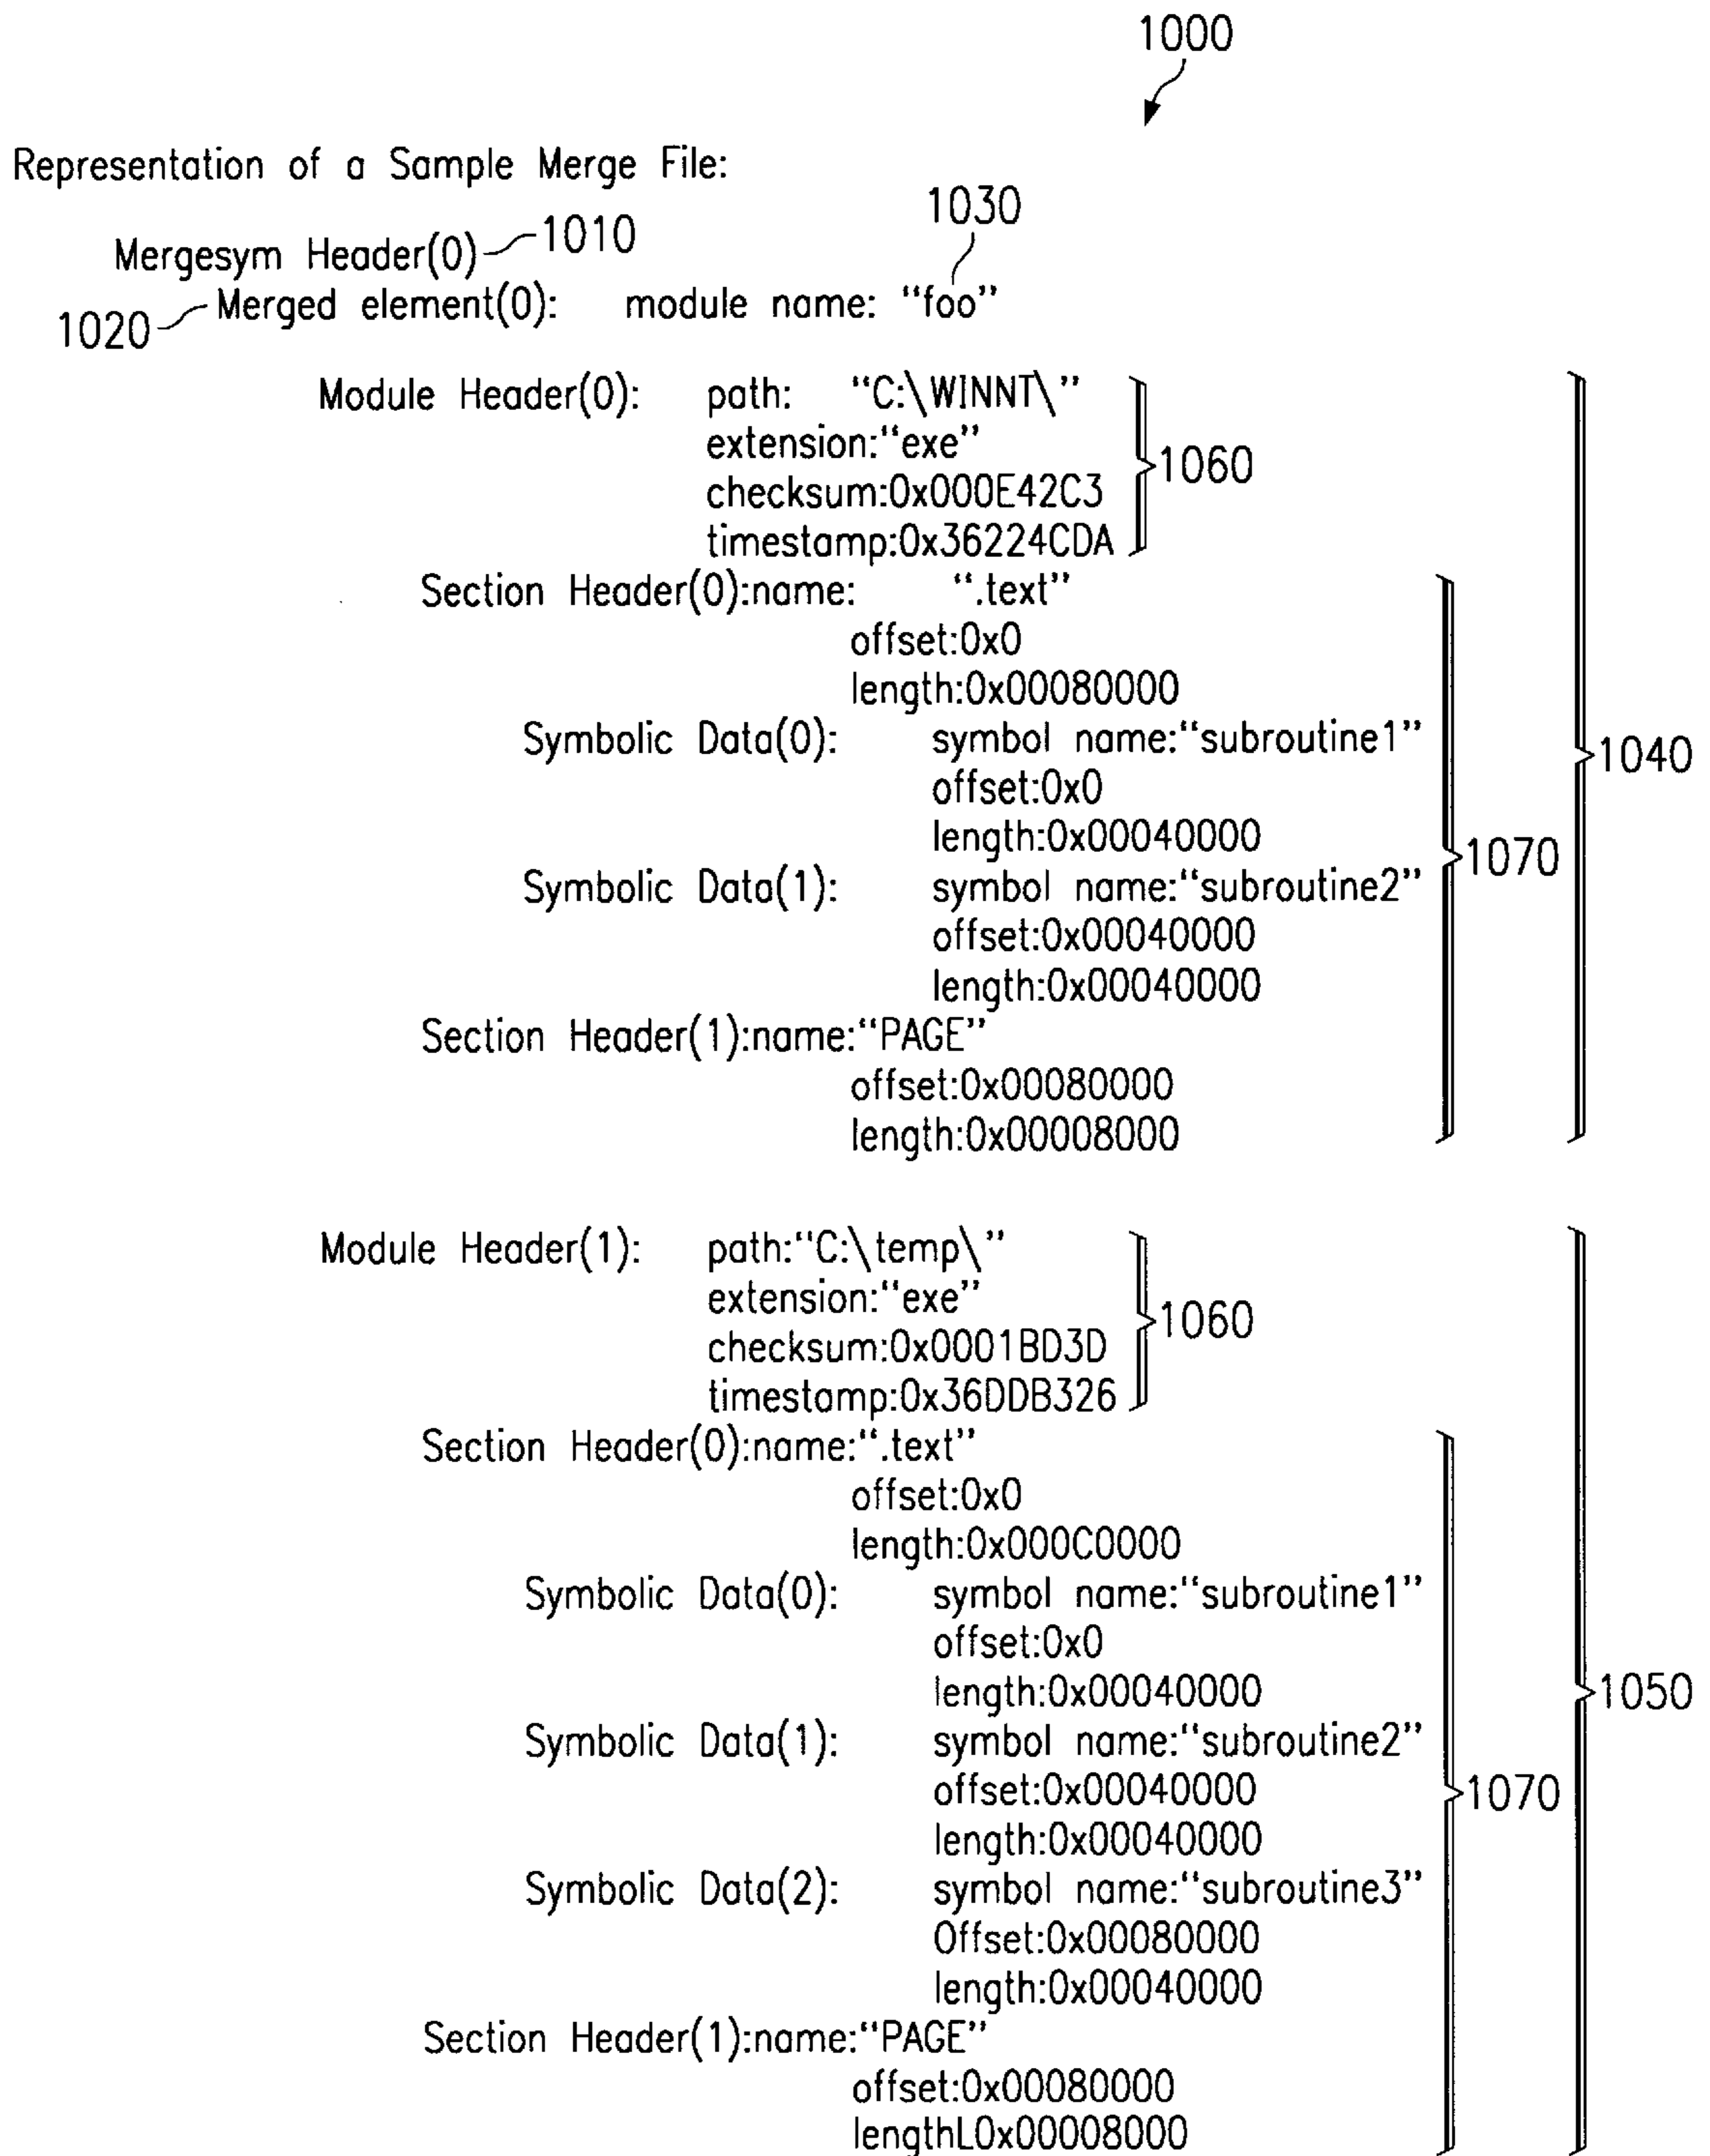 1000
Representation of a Sample Merge File:
1030
Mergesym Header(0) 1010
1020 Merged element(0): module name: “foo”
Module Header(0): path: “C:\WINNT\”
extension:“exe”
1060
checksum:0x000E42C3
timestamp:0x36224CDA
Section Header(0):name: “.text”
offset:0x0
length:0x00080000
Symbolic Data(0): symbol name:“subroutine1”
1040
offset:0x0
length:0x00040000
1070
Symbolic Data(1): symbol name:“subroutine2”
offset:0x00040000
length:0x00040000
Section Header(1):name:“PAGE”
offset:0x00080000
length:0x00008000
Module Header(1): path:“C:\temp\”
extension:“exe”
1060
checksum:0x0001BD3D
timestamp:0x36DDB326
Section Header(0):name:“.text”
offset:0x0
length:0x000C0000
Symbolic Data(0): symbol name:“subroutine1”
offset:0x0
length:0x00040000
1050
Symbolic Data(1): symbol name:“subroutine2”
offset:0x00040000
1070
length:0x00040000
Symbolic Data(2): symbol name:“subroutine3”
Offset:0x00080000
length:0x00040000
Section Header(1):name:“PAGE”
offset:0x00080000
lengthL0x00008000